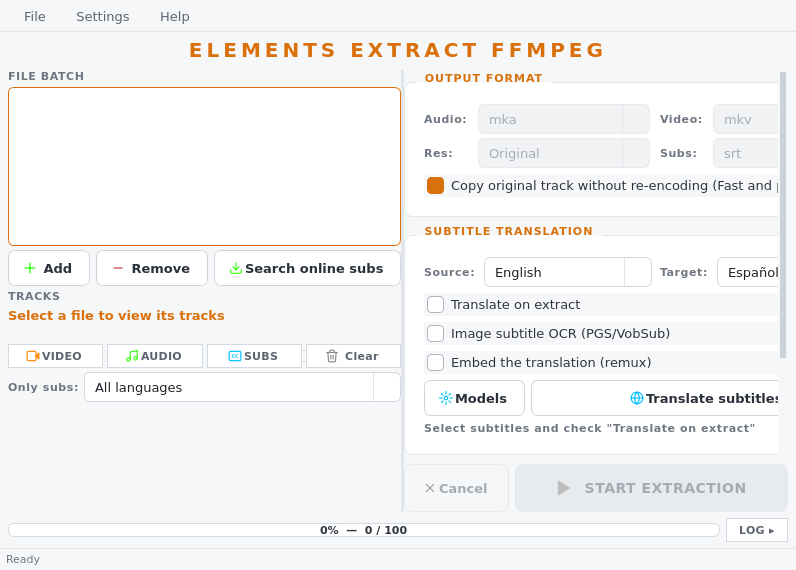 File Settings Help
ELEMENTS EXTRACT FFMPEG
FILE BATCH
Add Remove Search online subs
TRACKS
Select a file to view its tracks
VIDEO AUDIO CC SUBS Clear
Only subs: All languages
OUTPUT FORMAT
Audio: mka Video: mkv
Res: Original Subs: srt
Copy original track without re-encoding (Fast and
SUBTITLE TRANSLATION
Source: English Target: Español
Translate on extract
Image subtitle OCR (PGS/VobSub)
Embed the translation (remux)
Models Translate subtitles
Select subtitles and check "Translate on extract"
Cancel START EXTRACTION
0% — 0 / 100 LOG ▸
Ready